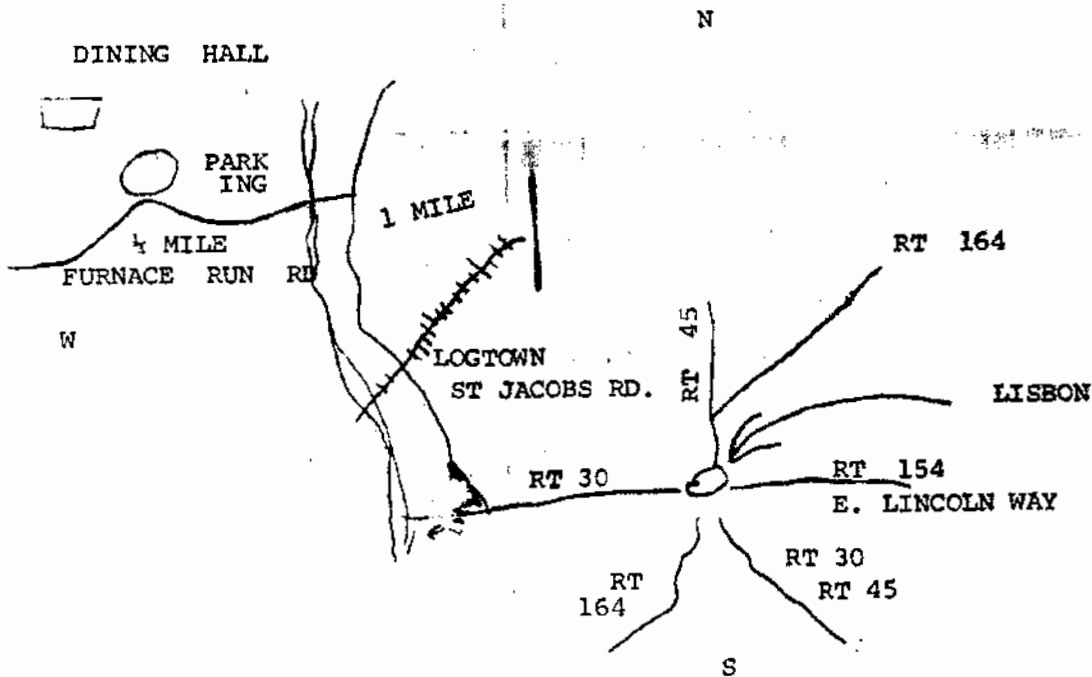 N
DINING HALL
PARK
ING
1 MILE
¼ MILE
FURNACE RUN RD
RT 164
W
RT 45
LOGTOWN
ST JACOBS RD.
LISBON
RT 30
RT 154
E. LINCOLN WAY
RT 30
RT 45
RT
164
S